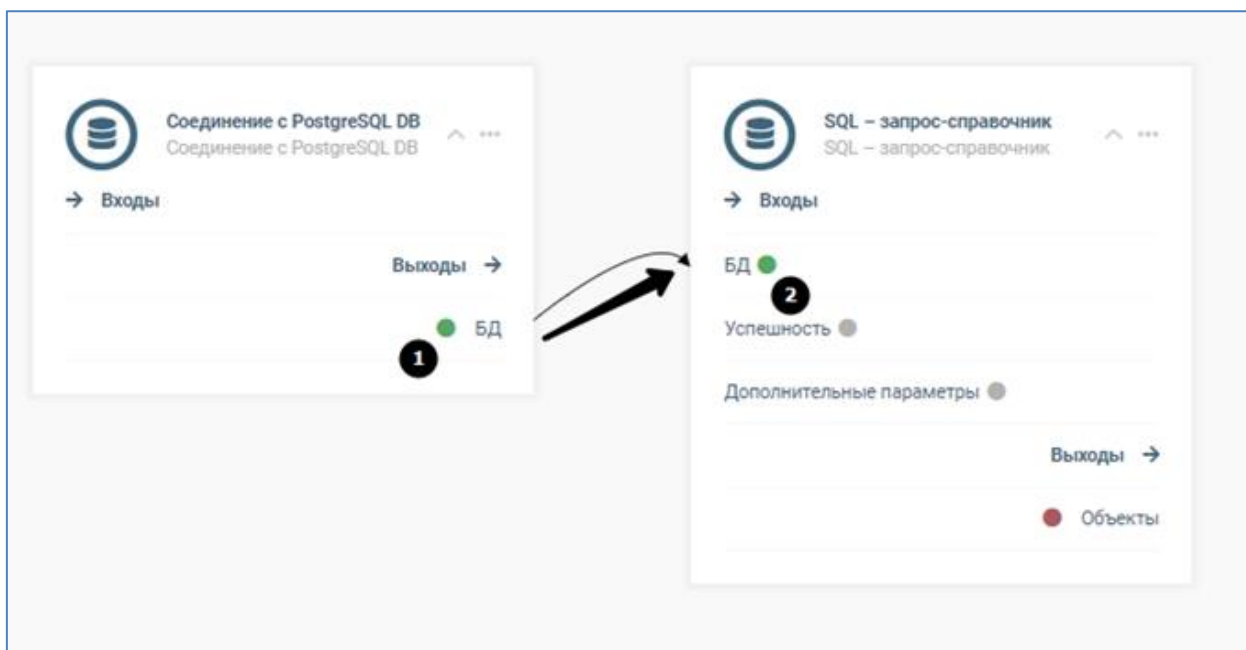 Соединение с PostgreSQL DB
Соединение с PostgreSQL DB
Входы
Выходы
БД
1
SQL – запрос-справочник
SQL – запрос-справочник
Входы
БД
2
Успешность
Дополнительные параметры
Выходы
Объекты